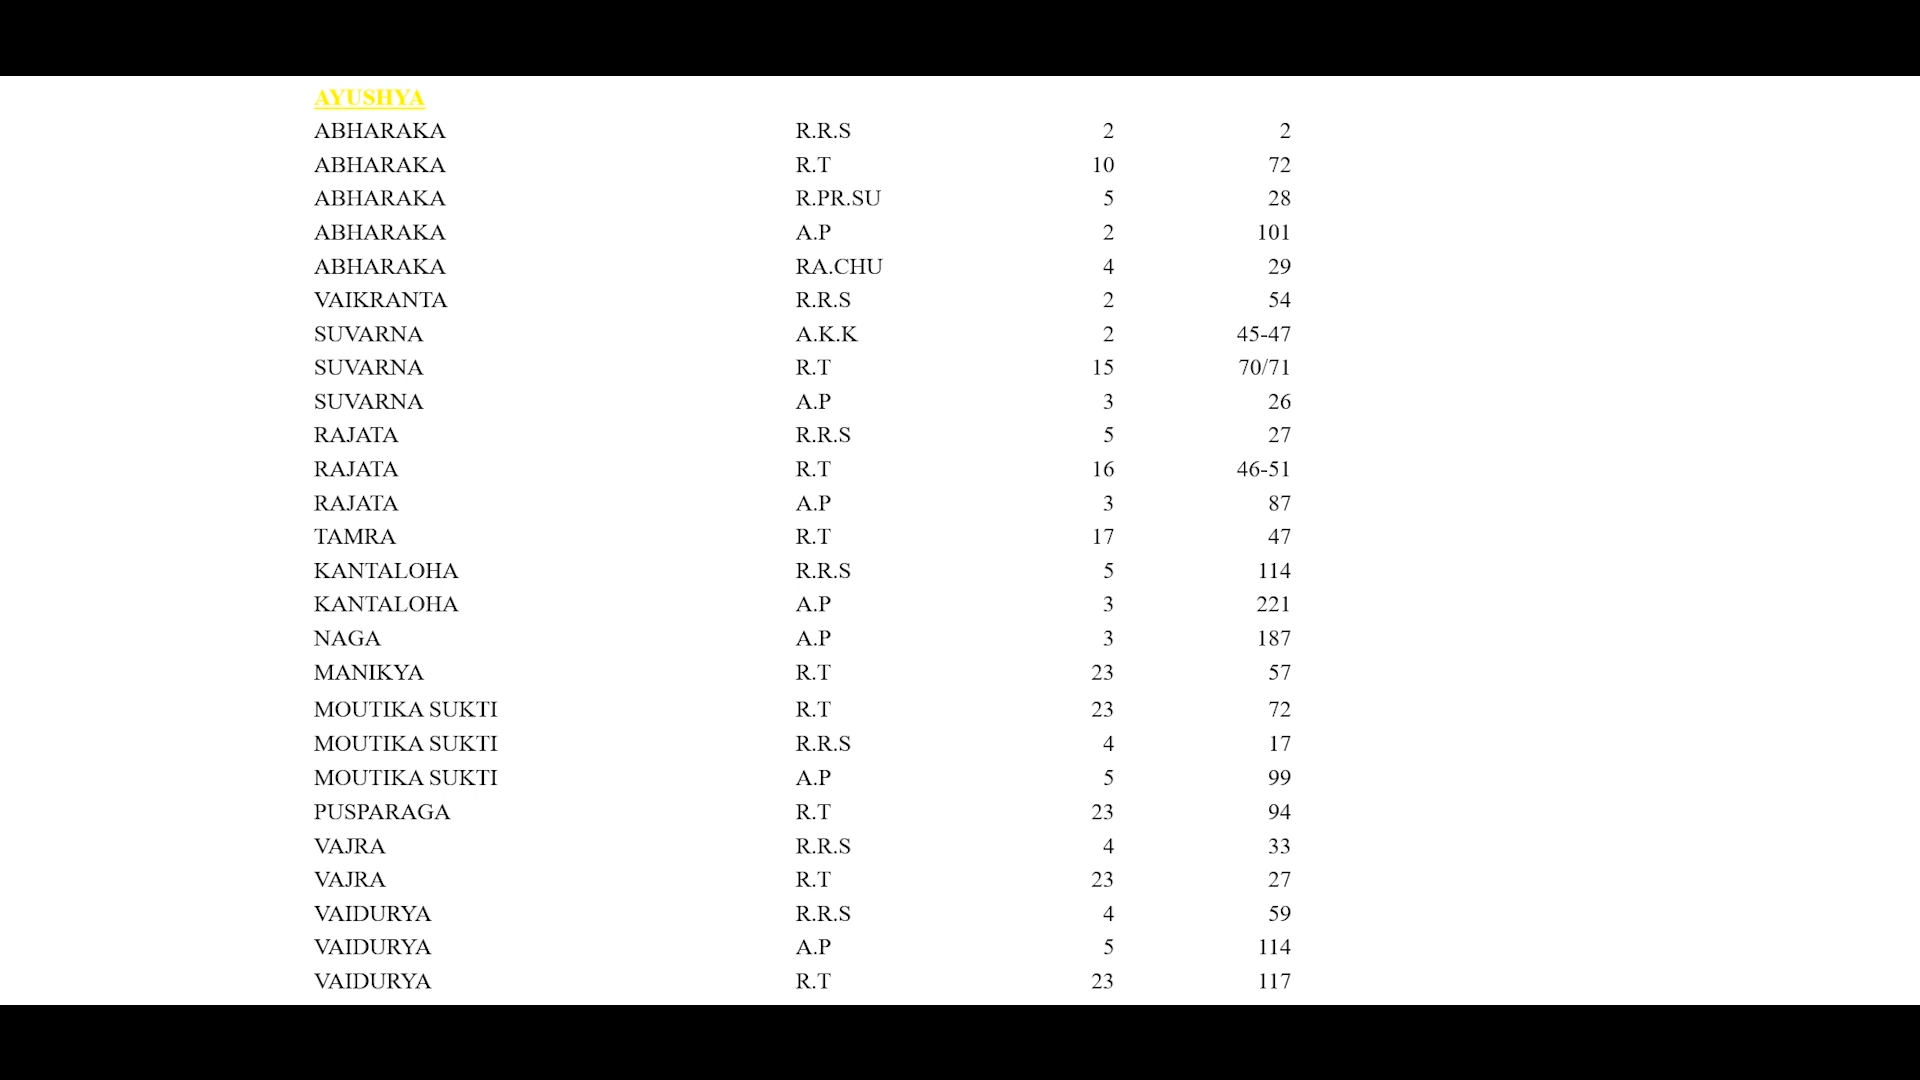 AYUSHYA
ABHARAKA R.R.S 2 2
ABHARAKA R.T 10 72
ABHARAKA R.PR.SU 5 28
ABHARAKA A.P 2 101
ABHARAKA RA.CHU 4 29
VAIKRANTA R.R.S 2 54
SUVARNA A.K.K 2 45-47
SUVARNA R.T 15 70/71
SUVARNA A.P 3 26
RAJATA R.R.S 5 27
RAJATA R.T 16 46-51
RAJATA A.P 3 87
TAMRA R.T 17 47
KANTALOHA R.R.S 5 114
KANTALOHA A.P 3 221
NAGA A.P 3 187
MANIKYA R.T 23 57
MOUTIKA SUKTI R.T 23 72
MOUTIKA SUKTI R.R.S 4 17
MOUTIKA SUKTI A.P 5 99
PUSPARAGA R.T 23 94
VAJRA R.R.S 4 33
VAJRA R.T 23 27
VAIDURYA R.R.S 4 59
VAIDURYA A.P 5 114
VAIDURYA R.T 23 117